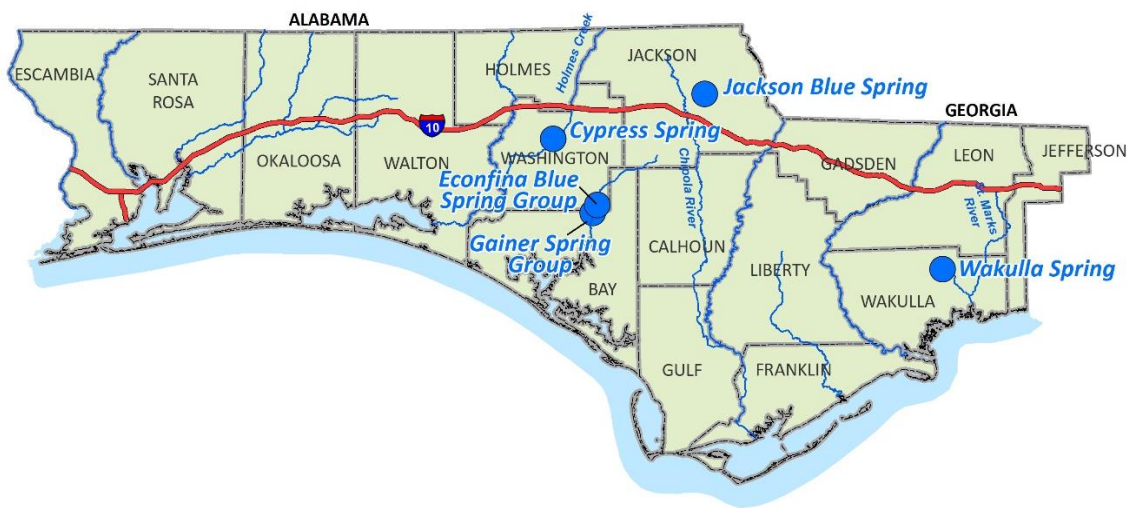 ALABAMA
ESCAMBIA
SANTA
ROSA
OKALOOSA
WALTON
10
HOLMES
Holmes Creek
JACKSON
Jackson Blue Spring
Cypress Spring
WASHINGTON
Econfina Blue
Spring Group
Gainer Spring
Group
BAY
Chipola River
CALHOUN
GULF
LIBERTY
FRANKLIN
GEORGIA
GADSDEN
LEON
JEFFERSON
St. Marks
River
Wakulla Spring
WAKULLA